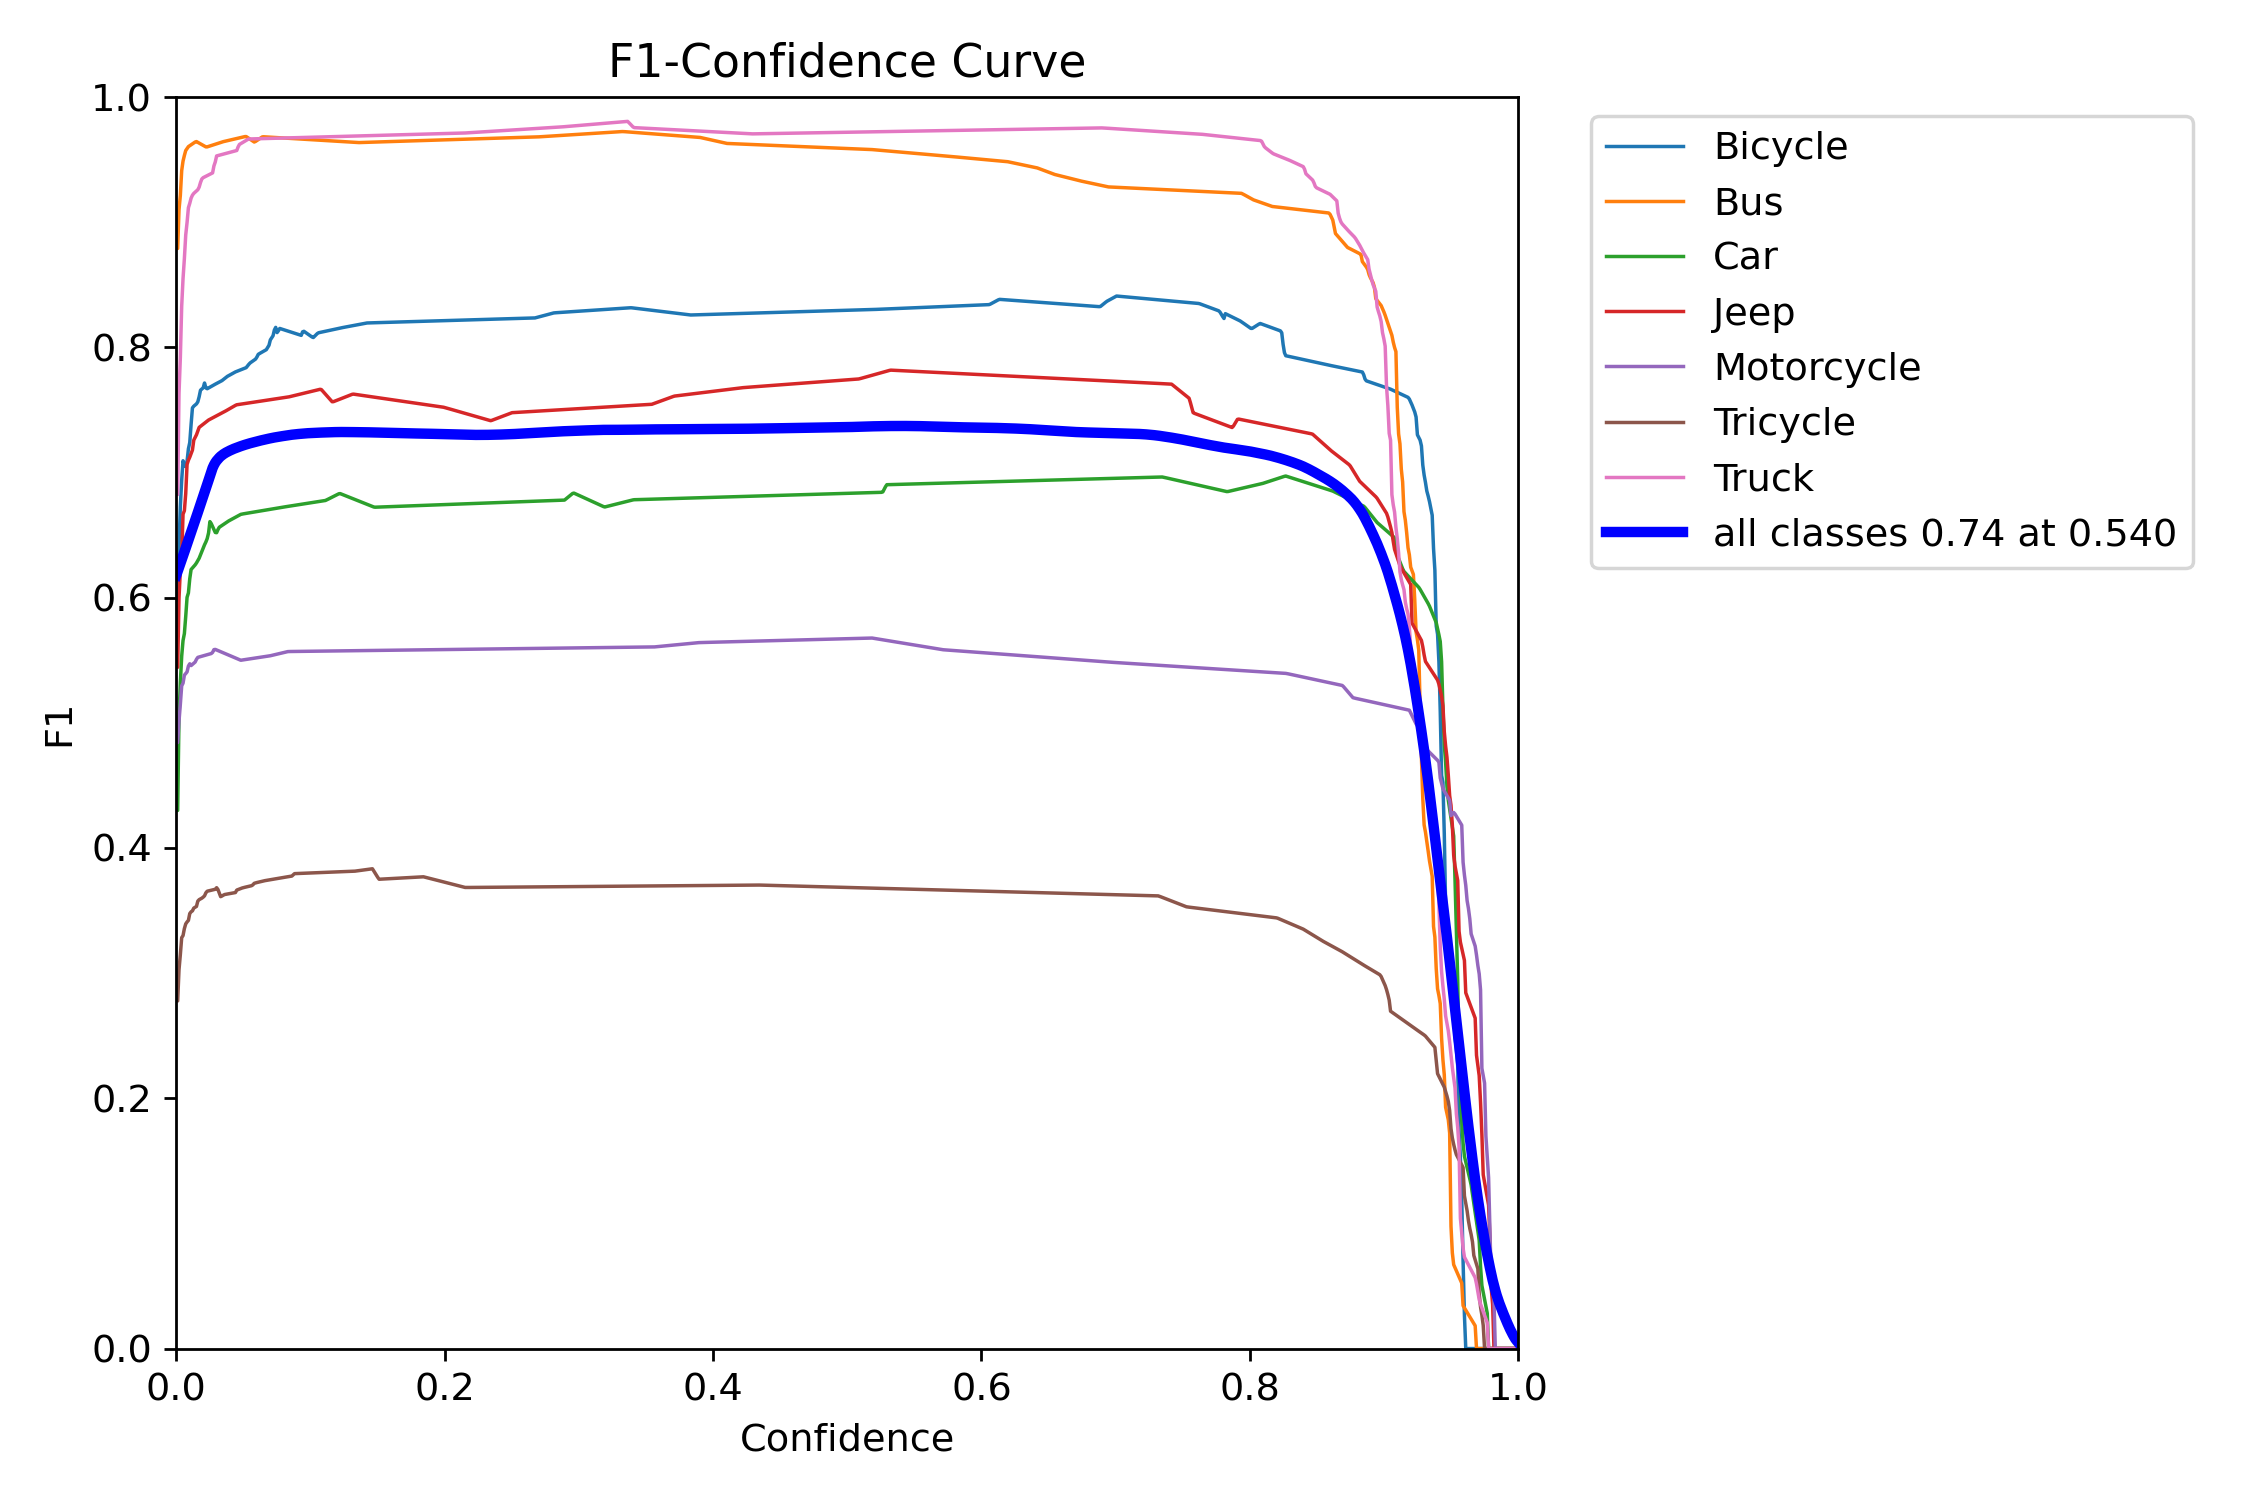 F1-Confidence Curve
1.0
0.8
0.6
0.4
0.2
0.0
F1
0.0 0.2 0.4 0.6 0.8 1.0
Confidence
Bicycle
Bus
Car
Jeep
Motorcycle
Tricycle
Truck
all classes 0.74 at 0.540